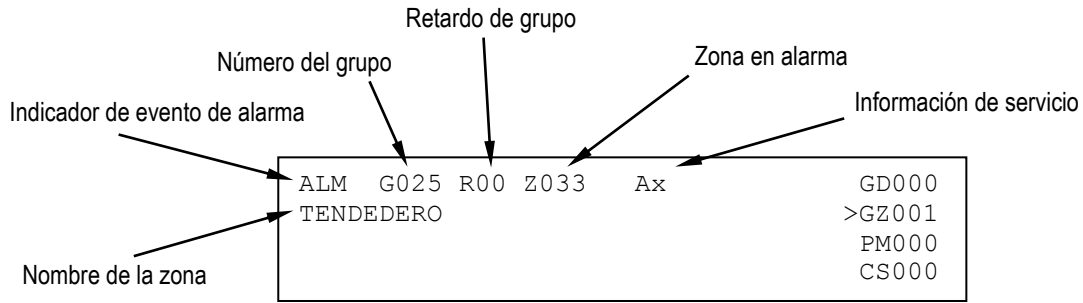 Retardo de grupo
Número del grupo
Zona en alarma
Indicador de evento de alarma
Información de servicio
ALM G025 R00 Z033 Ax GD000
TENDEDERO >GZ001
PM000
Nombre de la zona
CS000